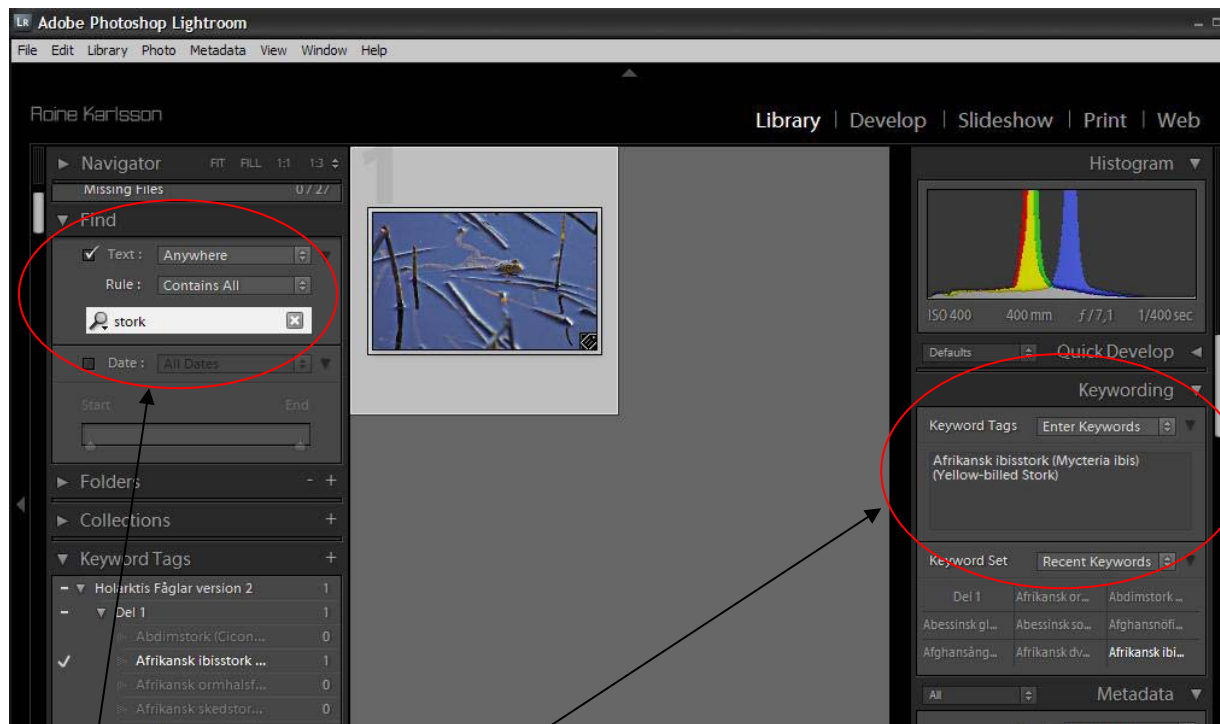 LR Adobe Photoshop Lightroom
File Edit Library Photo Metadata View Window Help
Roine Karlsson
Library | Develop | Slideshow | Print | Web
Navigator FIT FILL 1:1 1:3
Missing Files 0 / 27
Find
Text : Anywhere
Rule : Contains All
stork
Date : All Dates
Start End
Folders - +
Collections +
Keyword Tags +
Holarktis Fåglar version 2 1
Del 1 1
Abdimstork (Cicon... 0
Afrikansk ibisstork ... 1
Afrikansk ormhalsf... 0
Afrikansk skedstor... 0
1
Histogram
ISO 400 400 mm f / 7,1 1/400 sec
Defaults Quick Develop
Keywording
Keyword Tags Enter Keywords
Afrikansk ibisstork (Mycteria ibis)
(Yellow-billed Stork)
Keyword Set Recent Keywords
Del 1 Afrikansk or... Abdimstork ...
Abessinsk gl... Abessinsk so... Afghansnöfi...
Afghansång... Afrikansk dv... Afrikansk ibi...
All Metadata